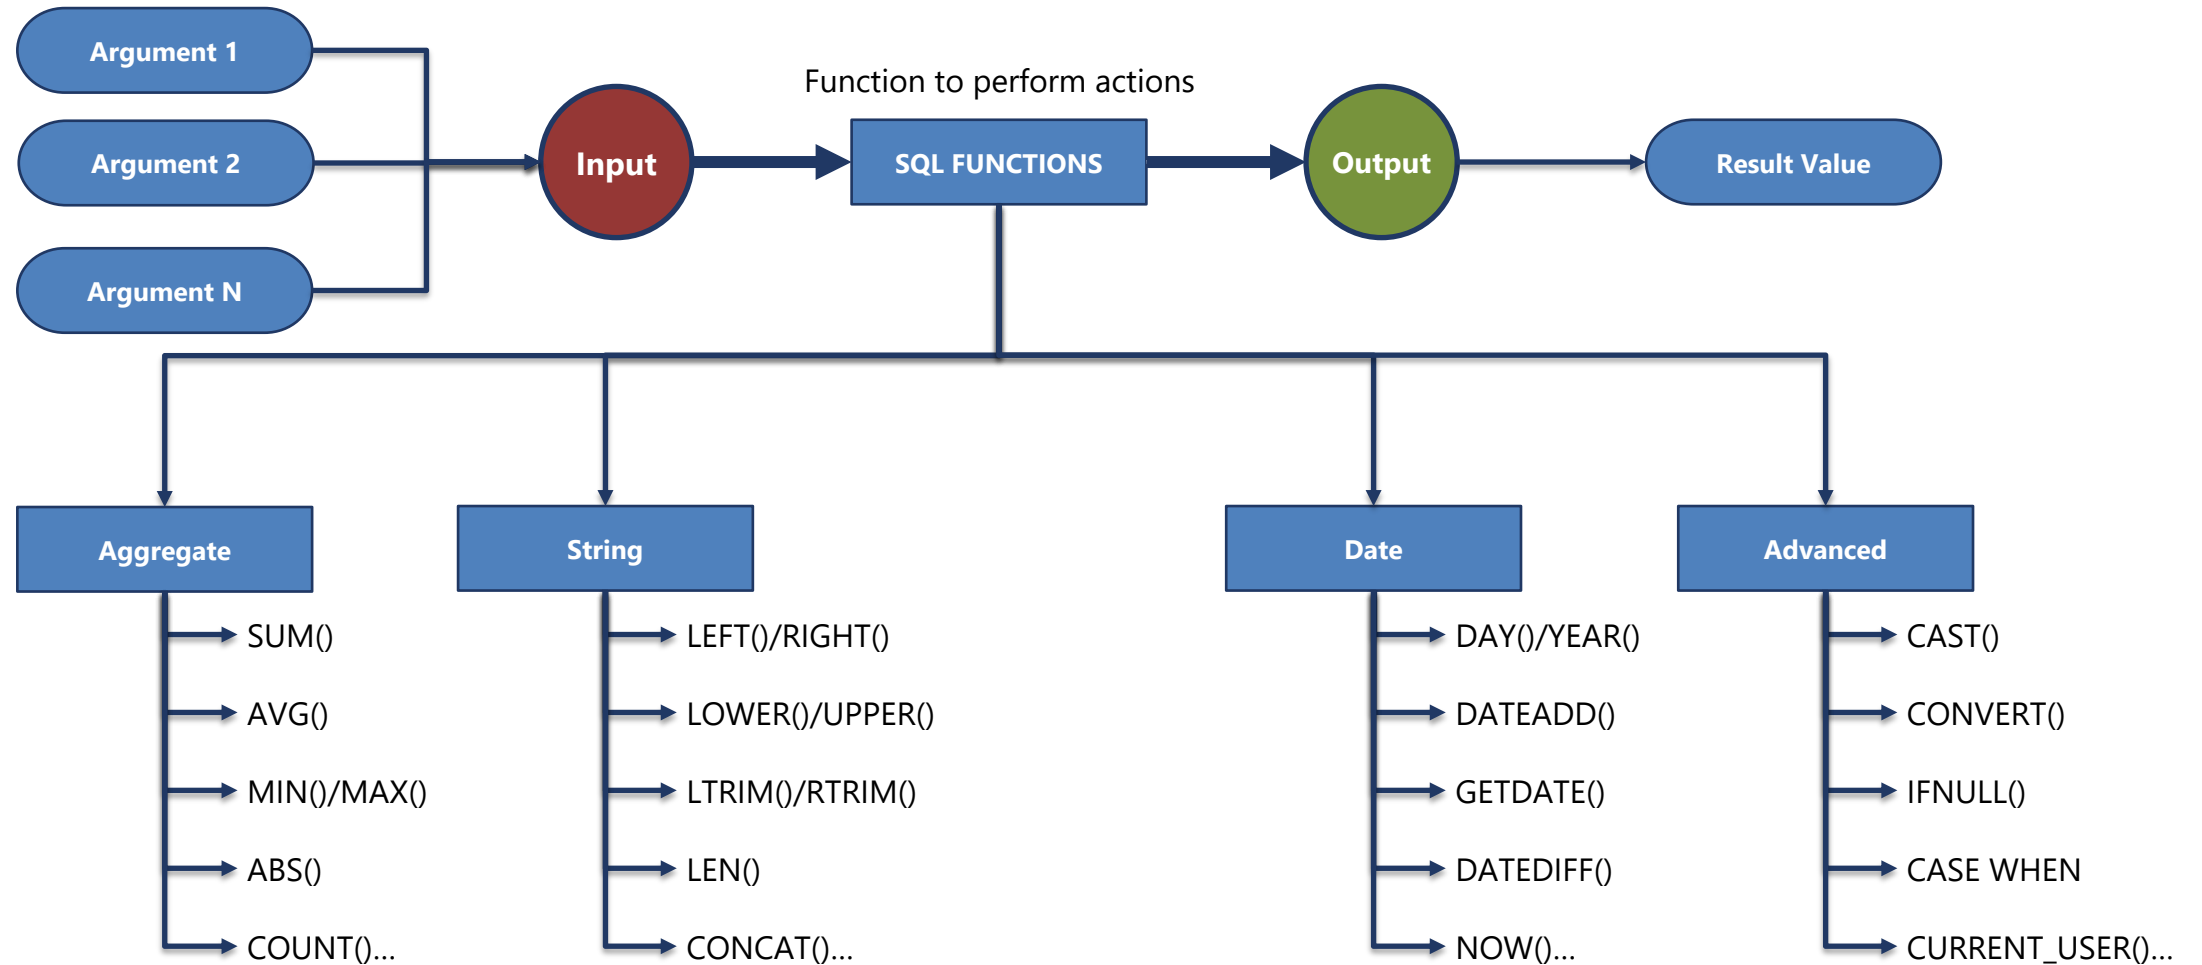 Argument 1
Argument 2
Argument N
Input
Function to perform actions
SQL FUNCTIONS
Output
Result Value
Aggregate
SUM()
AVG()
MIN()/MAX()
ABS()
COUNT()...
String
LEFT()/RIGHT()
LOWER()/UPPER()
LTRIM()/RTRIM()
LEN()
CONCAT()...
Date
DAY()/YEAR()
DATEADD()
GETDATE()
DATEDIFF()
NOW()...
Advanced
CAST()
CONVERT()
IFNULL()
CASE WHEN
CURRENT_USER()...